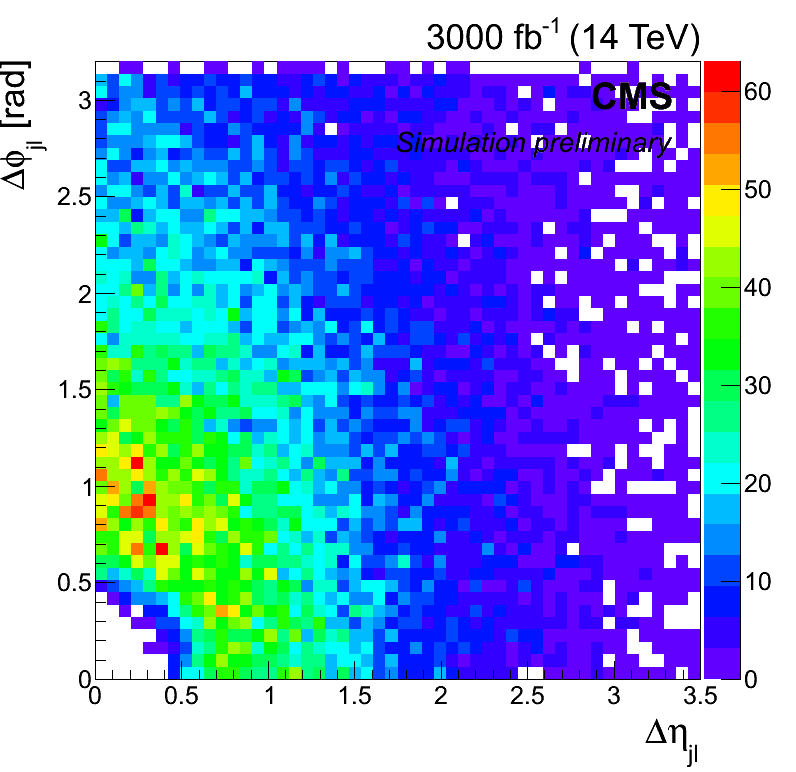 3000 fb-1 (14 TeV)
Δϕjl [rad]
CMS
Simulation preliminary
3
2.5
2
1.5
1
0.5
0
60
50
40
30
20
10
0
0 0.5 1 1.5 2 2.5 3 3.5
Δηjl